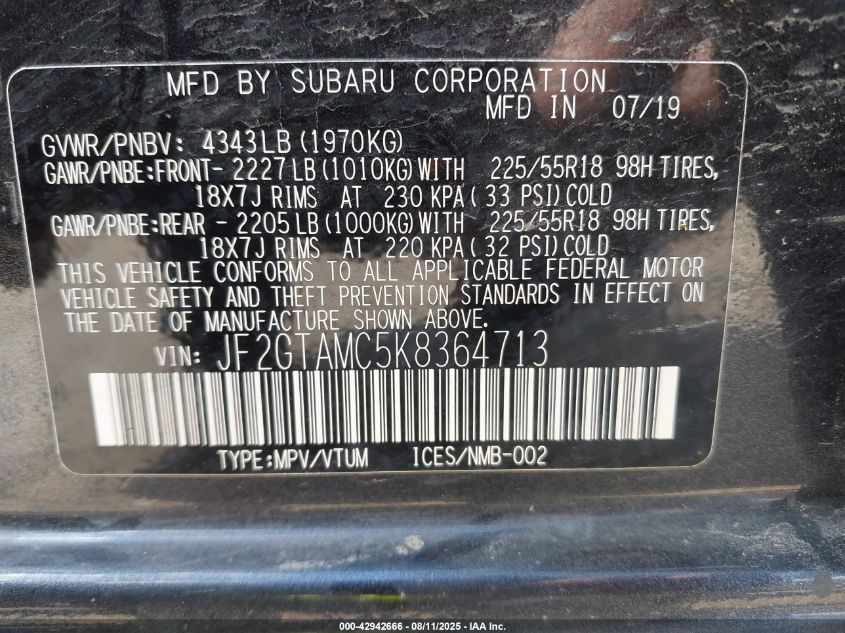 MFD BY SUBARU CORPORATION
MFD IN 07/19
GVWR/PNBV: 4343LB (1970KG)
GAWR/PNBE:FRONT- 2227LB (1010KG) WITH 225/55R18 98H TIRES,
18X7J RIMS AT 230 KPA (33 PSI) COLD
GAWR/PNBE:REAR - 2205LB (1000KG) WITH 225/55R18 98H TIRES,
18X7J RIMS AT 220 KPA (32 PSI) COLD
THIS VEHICLE CONFORMS TO ALL APPLICABLE FEDERAL MOTOR
VEHICLE SAFETY AND THEFT PREVENTION STANDARDS IN EFFECT ON
THE DATE OF MANUFACTURE SHOWN ABOVE.
VIN: JF2GTAMC5K8364713
TYPE:MPV/VTUM ICES/NMB-002
000-42942666 - 08/11/2025 - IAA Inc.